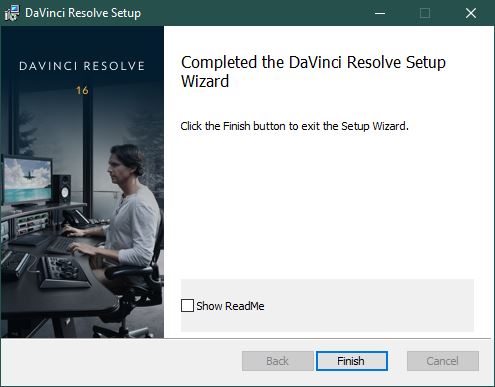 DaVinci Resolve Setup
DAVINCI RESOLVE
16
Completed the DaVinci Resolve Setup
Wizard
Click the Finish button to exit the Setup Wizard.
Show ReadMe
Back
Finish
Cancel